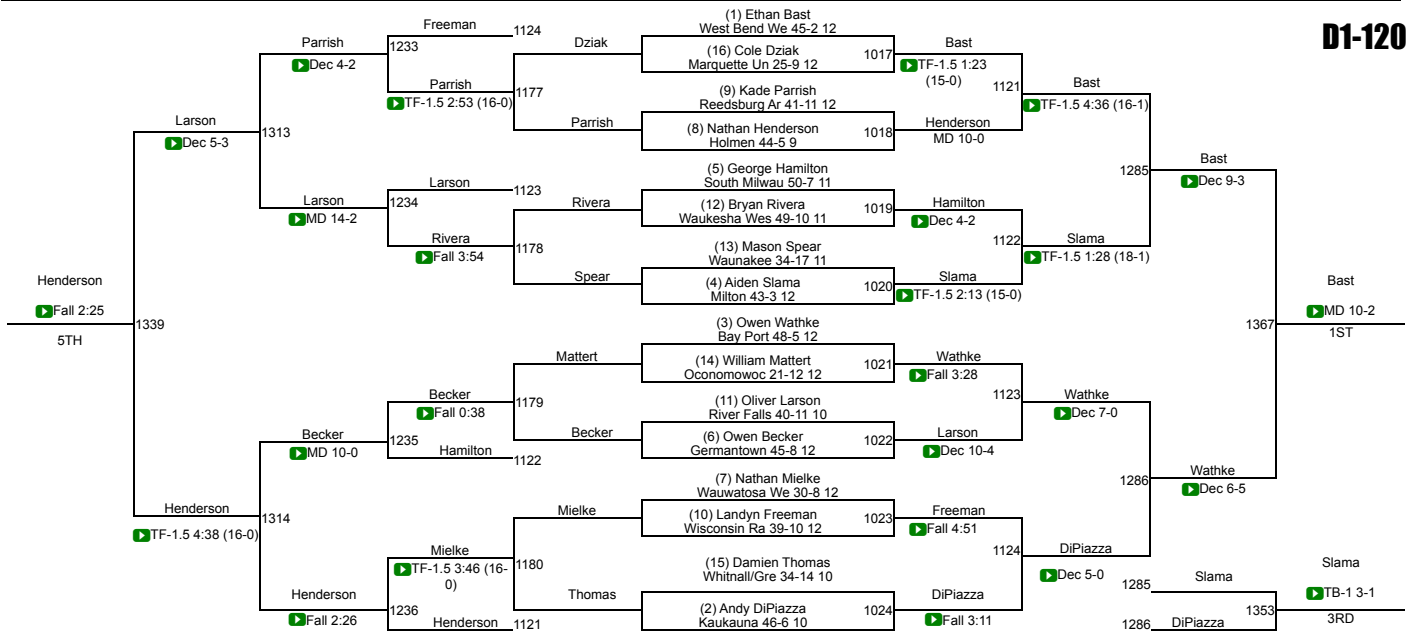 D1-120
Freeman
1124
1233
Parrish
Dec 4-2
Parrish
TF-1.5 2:53 (16-0)
1177
Dziak
Parrish
Larson
Dec 5-3
1313
Larson
MD 14-2
Larson
1123
1234
Rivera
Fall 3:54
1178
Rivera
Spear
Henderson
Fall 2:25
5TH
1339
Mattert
Becker
Fall 0:38
1179
Becker
Becker
MD 10-0
1235
Hamilton
1122
Henderson
TF-1.5 4:38 (16-0)
1314
Mielke
Mielke
TF-1.5 3:46 (16-
0)
1180
Thomas
Henderson
Fall 2:26
1236
Henderson
1121
(1) Ethan Bast
West Bend We 45-2 12
(16) Cole Dziak
Marquette Un 25-9 12
1017
(9) Kade Parrish
Reedsburg Ar 41-11 12
(8) Nathan Henderson
Holmen 44-5 9
1018
(5) George Hamilton
South Milwau 50-7 11
(12) Bryan Rivera
Waukesha Wes 49-10 11
1019
(13) Mason Spear
Waunakee 34-17 11
(4) Aiden Slama
Milton 43-3 12
1020
(3) Owen Wathke
Bay Port 48-5 12
(14) William Mattert
Oconomowoc 21-12 12
1021
(11) Oliver Larson
River Falls 40-11 10
(6) Owen Becker
Germantown 45-8 12
1022
(7) Nathan Mielke
Wauwatosa We 30-8 12
(10) Landyn Freeman
Wisconsin Ra 39-10 12
1023
(15) Damien Thomas
Whitnall/Gre 34-14 10
(2) Andy DiPiazza
Kaukauna 46-6 10
1024
Bast
TF-1.5 1:23
(15-0)
1121
Henderson
MD 10-0
Bast
TF-1.5 4:36 (16-1)
Hamilton
Dec 4-2
1122
Slama
TF-1.5 2:13 (15-0)
Slama
TF-1.5 1:28 (18-1)
1285
Bast
Dec 9-3
Wathke
Fall 3:28
1123
Larson
Dec 10-4
Wathke
Dec 7-0
Freeman
Fall 4:51
1124
DiPiazza
Fall 3:11
DiPiazza
Dec 5-0
1286
Wathke
Dec 6-5
1367
Bast
MD 10-2
1ST
1285
Slama
1286
DiPiazza
1353
Slama
TB-1 3-1
3RD